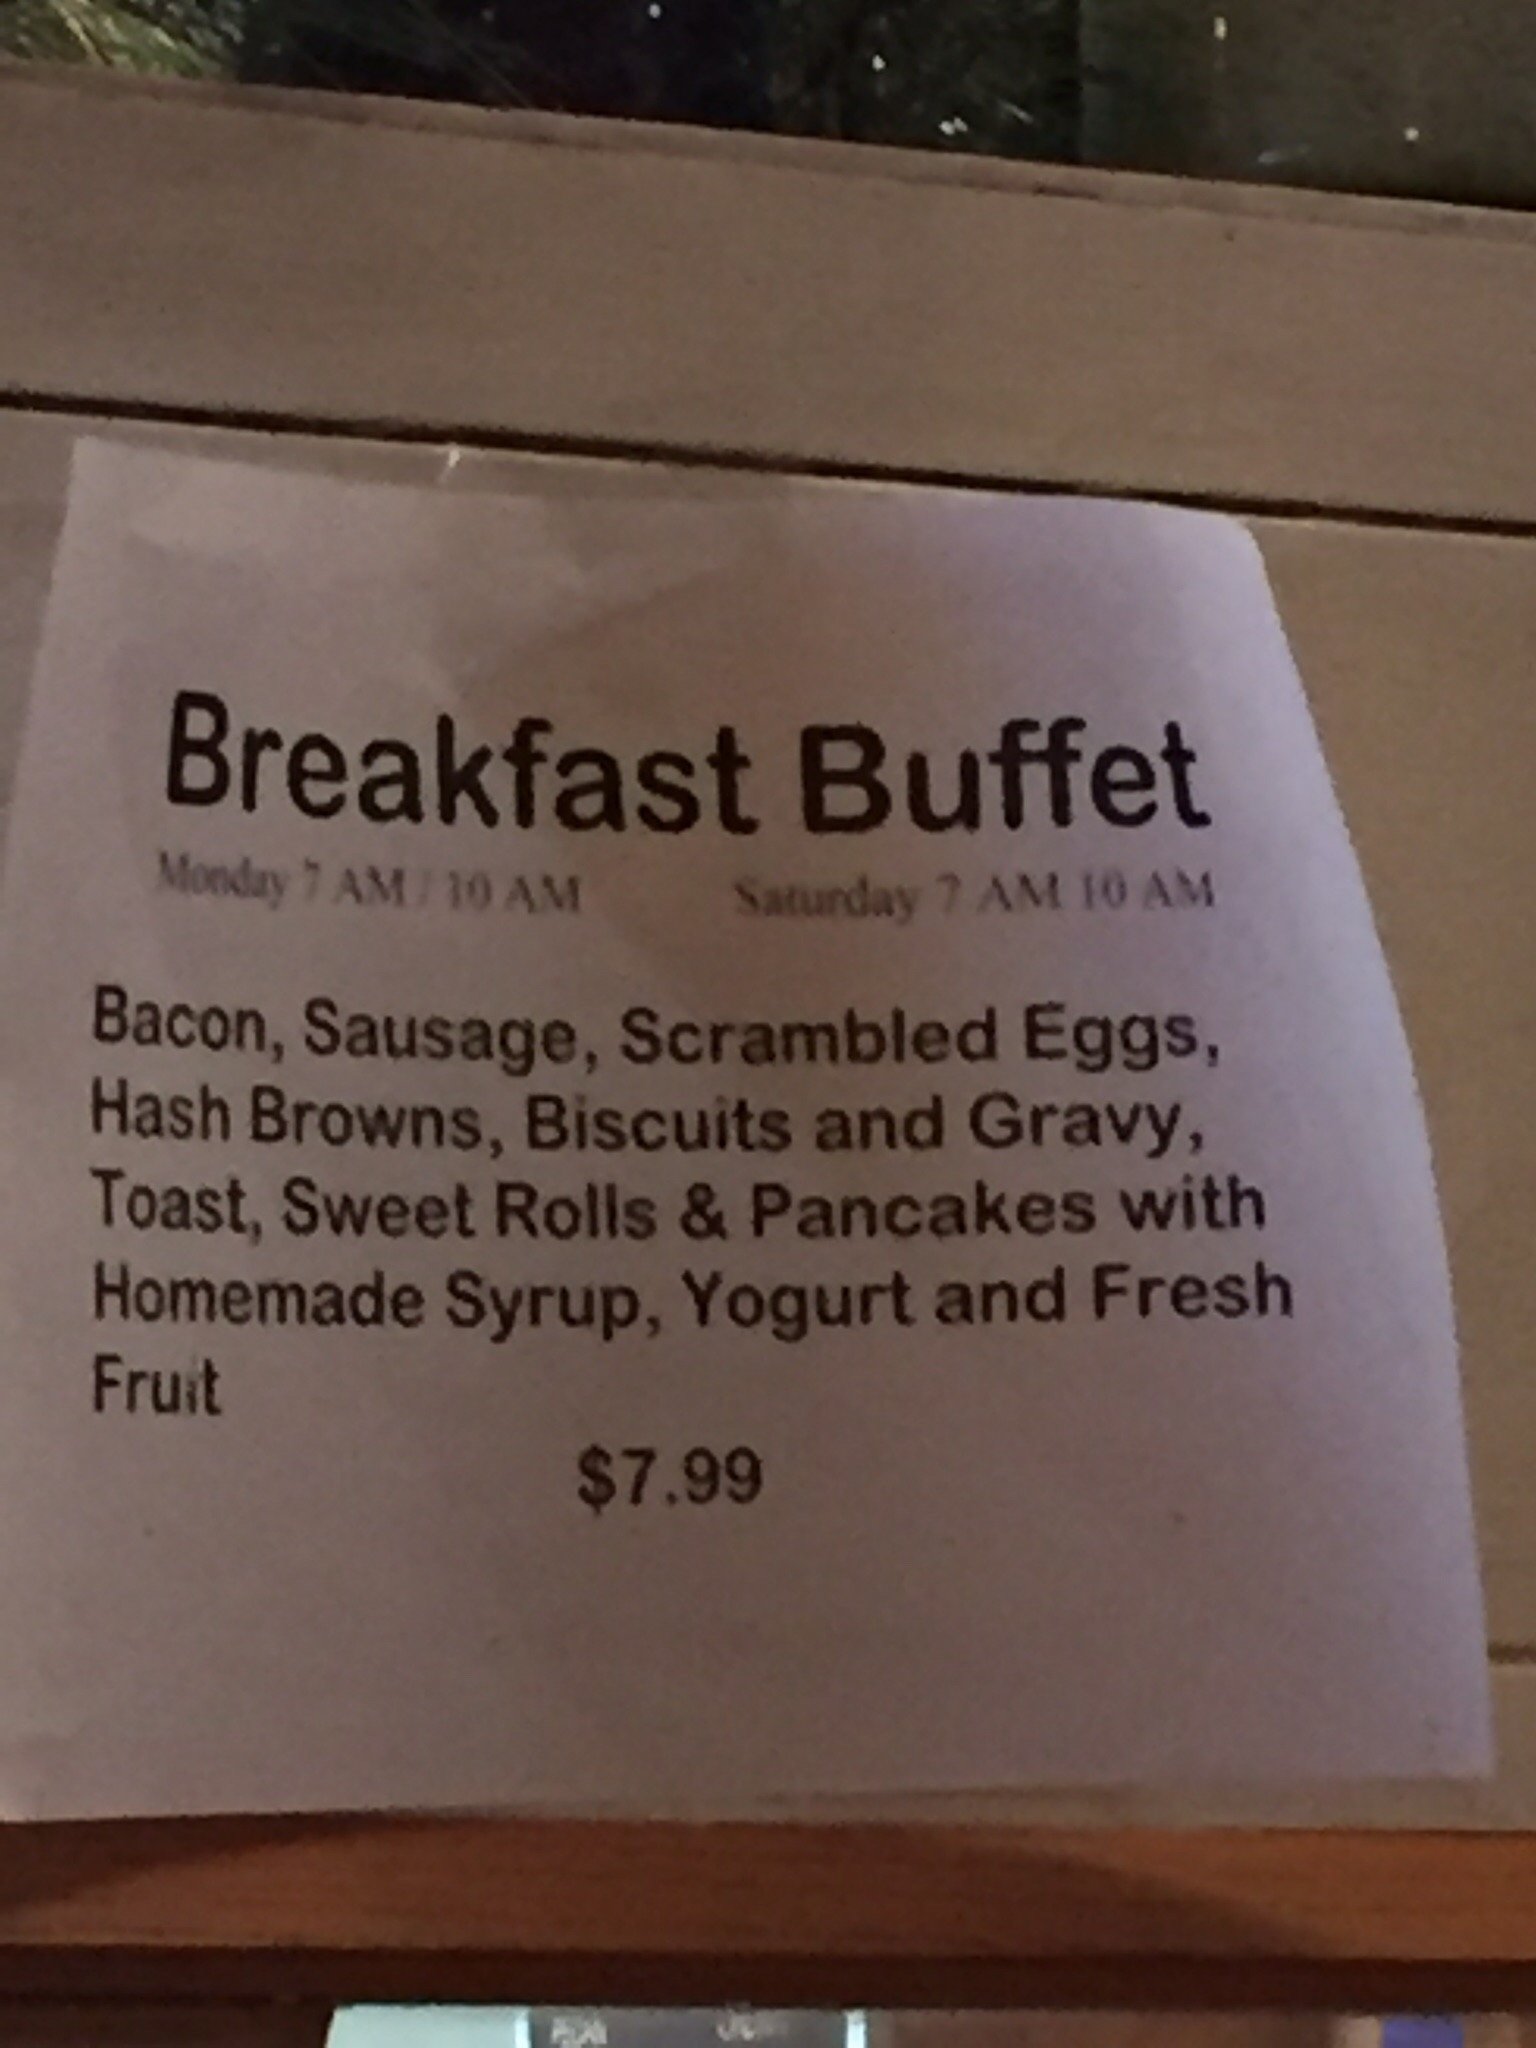 Breakfast Buffet
Monday 7 AM / 10 AM Saturday 7 AM 10 AM
Bacon, Sausage, Scrambled Eggs,
Hash Browns, Biscuits and Gravy,
Toast, Sweet Rolls & Pancakes with
Homemade Syrup, Yogurt and Fresh
Fruit
$7.99